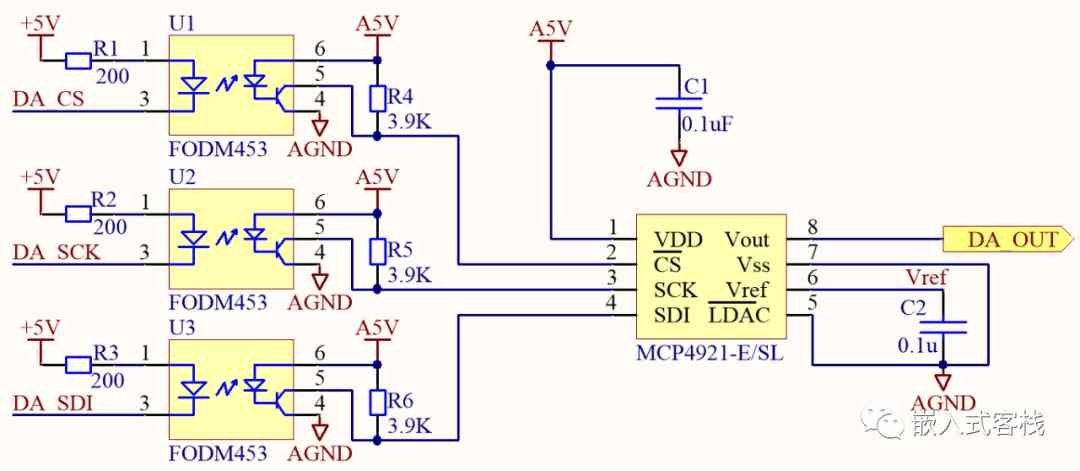 +5V
R1
200
DA_CS
1
3
U1
FODM453
6
5
4
A5V
R4
3.9K
AGND
+5V
R2
200
DA_SCK
1
3
U2
FODM453
6
5
4
A5V
R5
3.9K
AGND
+5V
R3
200
DA_SDI
1
3
U3
FODM453
6
5
4
A5V
R6
3.9K
AGND
A5V
C1
0.1uF
AGND
1 VDD Vout 8
2 CS Vss 7
3 SCK Vref 6
4 SDI LDAC 5
MCP4921-E/SL
DA_OUT
Vref
C2
0.1u
AGND
嵌入式客栈